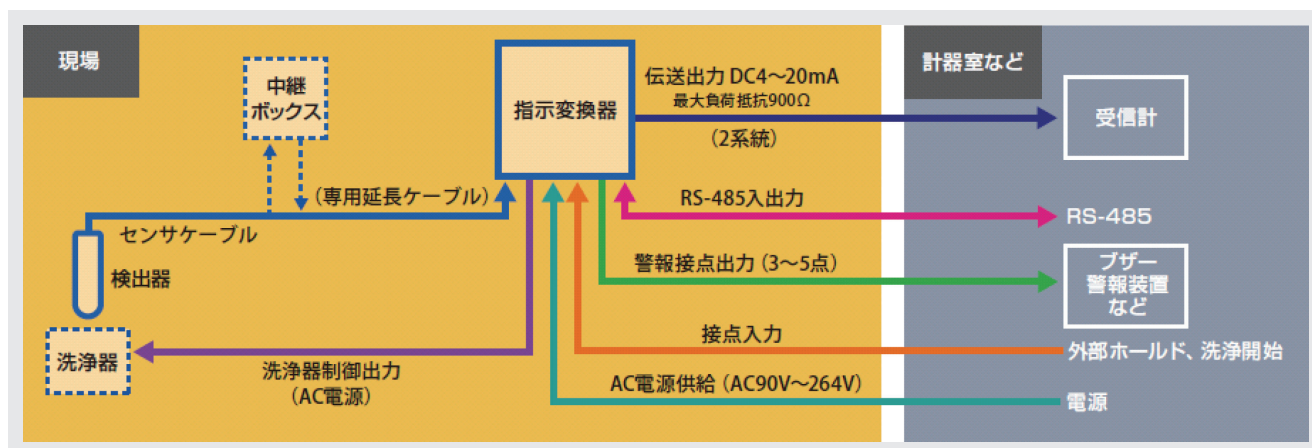 現場
中継
ボックス
指示変換器
伝送出力 DC4～20mA
最大負荷抵抗900Ω
(2系統)
計器室など
受信計
(専用延長ケーブル)
RS-485入出力
RS-485
センサケーブル
検出器
警報接点出力 (3～5点)
ブザー
警報装置
など
洗浄器
接点入力
外部ホールド、洗浄開始
洗浄器制御出力
(AC電源)
AC電源供給 (AC90V～264V)
電源